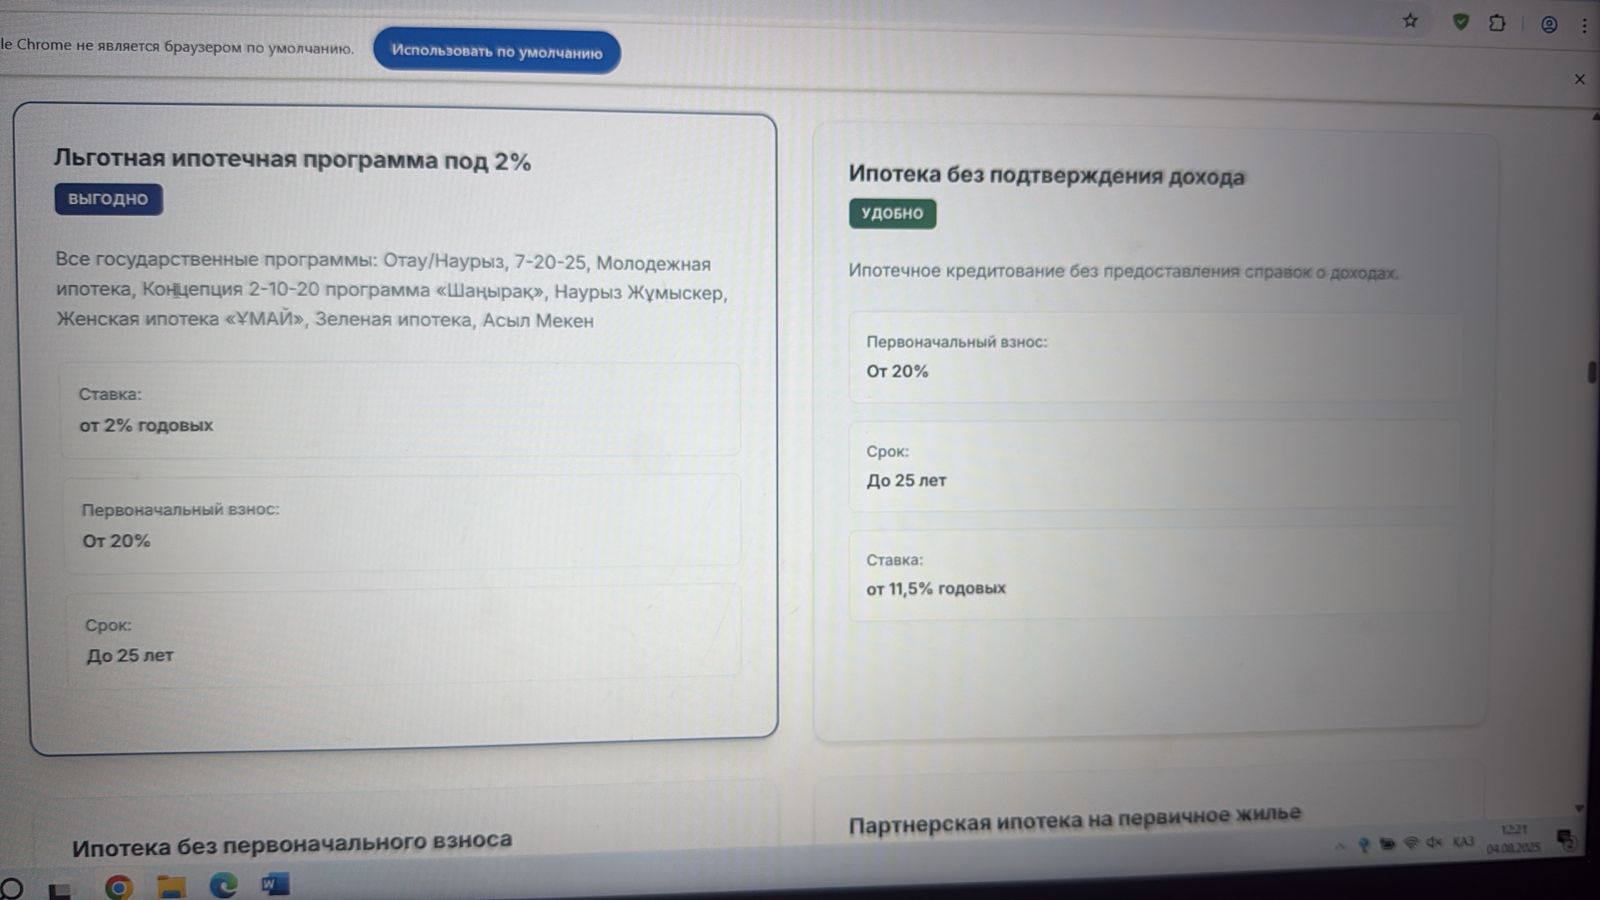 le Chrome не является браузером по умолчанию.
Использовать по умолчанию
Льготная ипотечная программа под 2%
ВЫГОДНО
Все государственные программы: Отау/Наурыз, 7-20-25, Молодежная
ипотека, Концепция 2-10-20 программа «Шаңырақ», Наурыз Жұмыскер,
Женская ипотека «ҰМАЙ», Зеленая ипотека, Асыл Мекен
Ставка:
от 2% годовых
Первоначальный взнос:
От 20%
Срок:
До 25 лет
Ипотека без подтверждения дохода
УДОБНО
Ипотечное кредитование без предоставления справок о доходах.
Первоначальный взнос:
От 20%
Срок:
До 25 лет
Ставка:
от 11,5% годовых
Ипотека без первоначального взноса
Партнерская ипотека на первичное жилье
ҚАЗ
12:21
04.08.2025
2
W